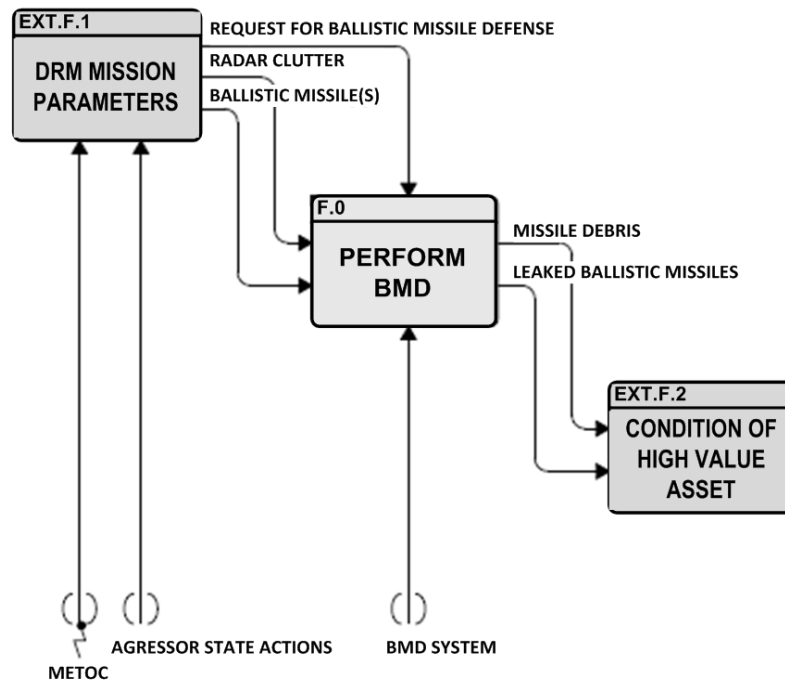 EXT.F.1
DRM MISSION
PARAMETERS
REQUEST FOR BALLISTIC MISSILE DEFENSE
RADAR CLUTTER
BALLISTIC MISSILE(S)
F.0
PERFORM
BMD
MISSILE DEBRIS
LEAKED BALLISTIC MISSILES
EXT.F.2
CONDITION OF
HIGH VALUE
ASSET
AGRESSOR STATE ACTIONS
BMD SYSTEM
METOC